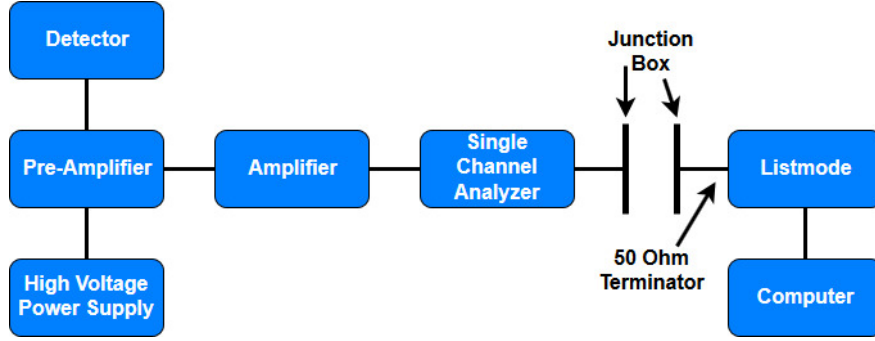 Detector
Junction
Box
Pre-Amplifier
Amplifier
Single
Channel
Analyzer
Listmode
50 Ohm
Terminator
High Voltage
Power Supply
Computer